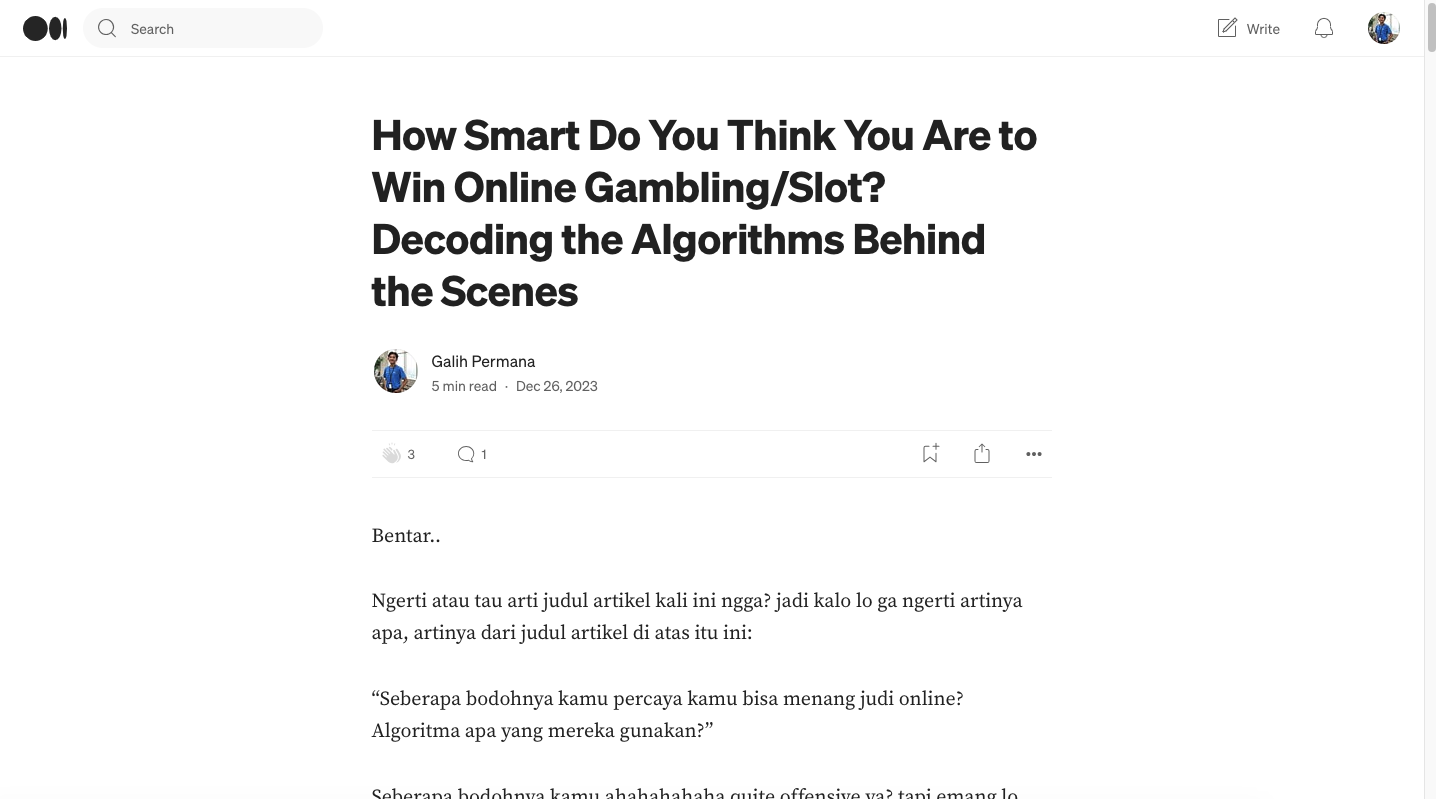 Search
Write
How Smart Do You Think You Are to
Win Online Gambling/Slot?
Decoding the Algorithms Behind
the Scenes
Galih Permana
5 min read · Dec 26, 2023
3
1
Bentar..
Ngerti atau tau arti judul artikel kali ini ngga? jadi kalo lo ga ngerti artinya
apa, artinya dari judul artikel di atas itu ini:
“Seberapa bodohnya kamu percaya kamu bisa menang judi online?
Algoritma apa yang mereka gunakan?”
Seberapa bodohnya kamu ahahahahaha quite offensive ya? tapi emang lo